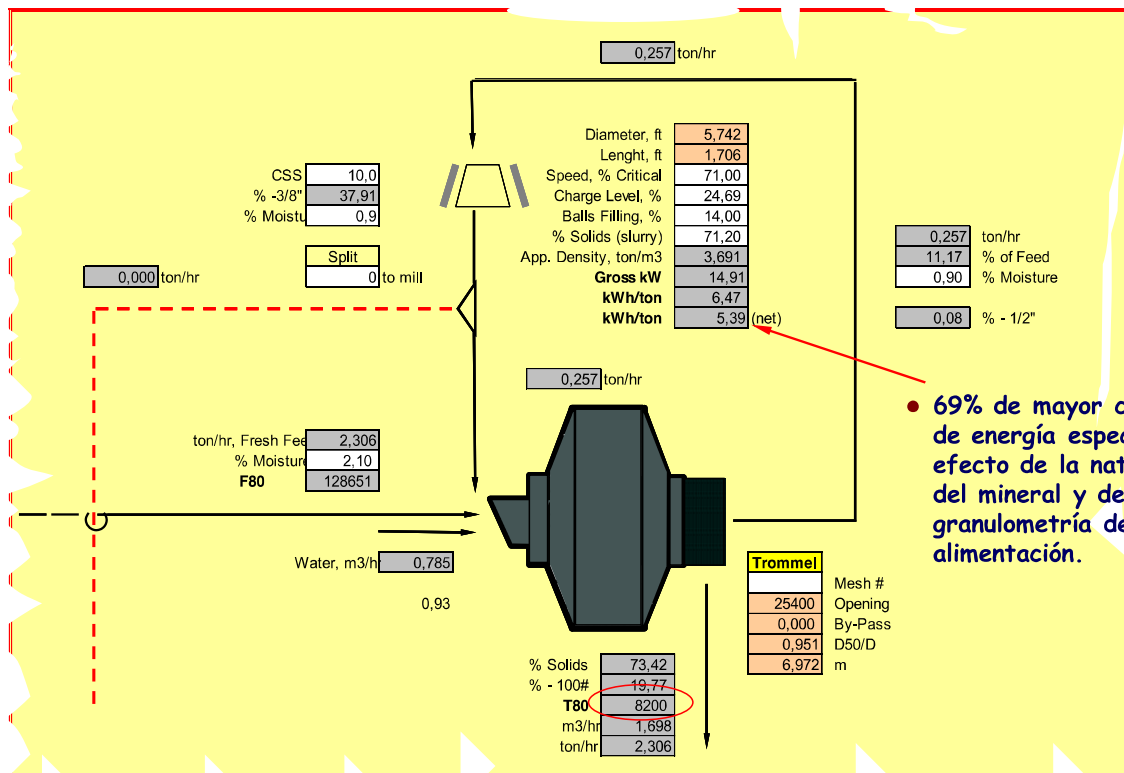 0,257 ton/hr
Diameter, ft 5,742
Lenght, ft 1,706
Speed, % Critical 71,00
Charge Level, % 24,69
Balls Filling, % 14,00
% Solids (slurry) 71,20
App. Density, ton/m3 3,691
Gross kW 14,91
kWh/ton 6,47
kWh/ton 5,39 (net)
CSS 10,0
% -3/8" 37,91
% Moistu 0,9
Split
0 to mill
0,000 ton/hr
0,257 ton/hr
11,17 % of Feed
0,90 % Moisture
0,08 % - 1/2"
0,257 ton/hr
• 69% de mayor
de energía
efecto de la
del mineral y
granulometría
alimentación.
ton/hr, Fresh Fee 2,306
% Moisture 2,10
F80 128651
Water, m3/h 0,785
0,93
Trommel
Mesh #
25400 Opening
0,000 By-Pass
0,951 D50/D
6,972 m
% Solids 73,42
% - 100# 19,77
T80 8200
m3/hr 1,698
ton/hr 2,306